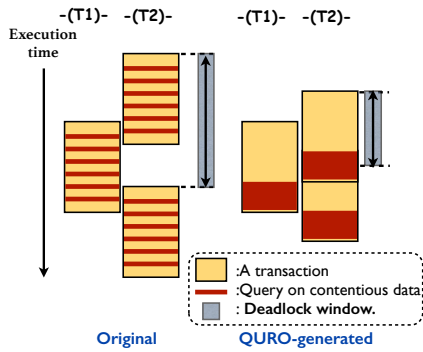 -(T1)- -(T2)- -(T1)- -(T2)-
Execution
time
:A transaction
:Query on contentious data
: Deadlock window.
Original QURO-generated